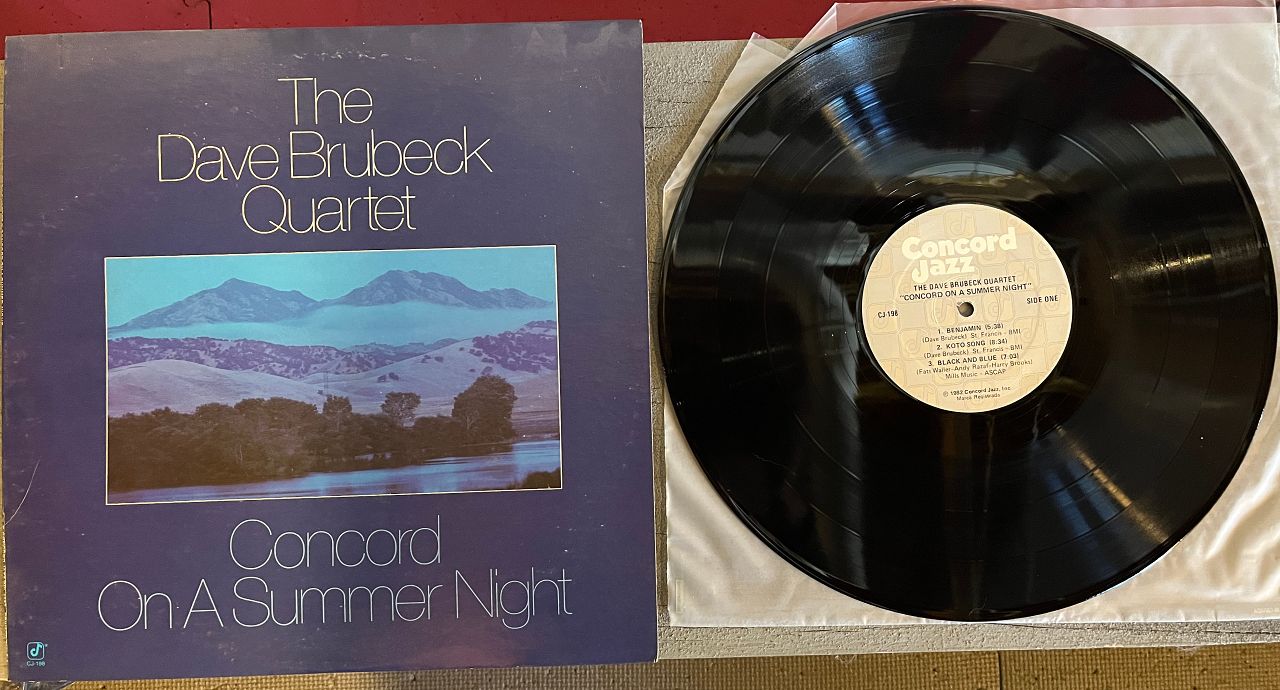 The
Dave Brubeck
Quartet
Concord
On A Summer Night
CJ-198
Concord
Jazz
THE DAVE BRUBECK QUARTET
"CONCORD ON A SUMMER NIGHT"
CJ-198
SIDE ONE
1. BENJAMIN (5:38)
(Dave Brubeck) St. Francis - BMI
2. KOTO SONG (8:34)
(Dave Brubeck) St. Francis - BMI
3. BLACK AND BLUE (7:03)
(Fats Waller-Andy Razaf-Harry Brooks)
Mills Music - ASCAP
℗ 1982 Concord Jazz, Inc.
Marca Registrada